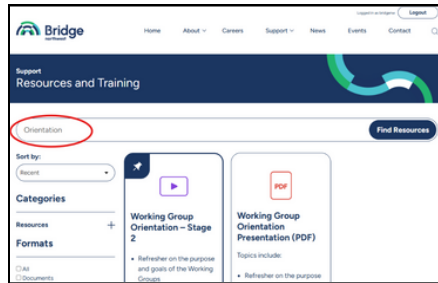 Logged in as bridgenw Logout
Bridge
northwest
Home About Careers Support News Events Contact
Support
Resources and Training
Orientation
Find Resources
Sort by:
Recent
Categories
Resources +
Formats
All
Documents
PDF
Working Group
Orientation – Stage
2
• Refresher on the purpose
and goals of the Working
Groups
Working Group
Orientation
Presentation (PDF)
Topics include:
• Refresher on the purpose